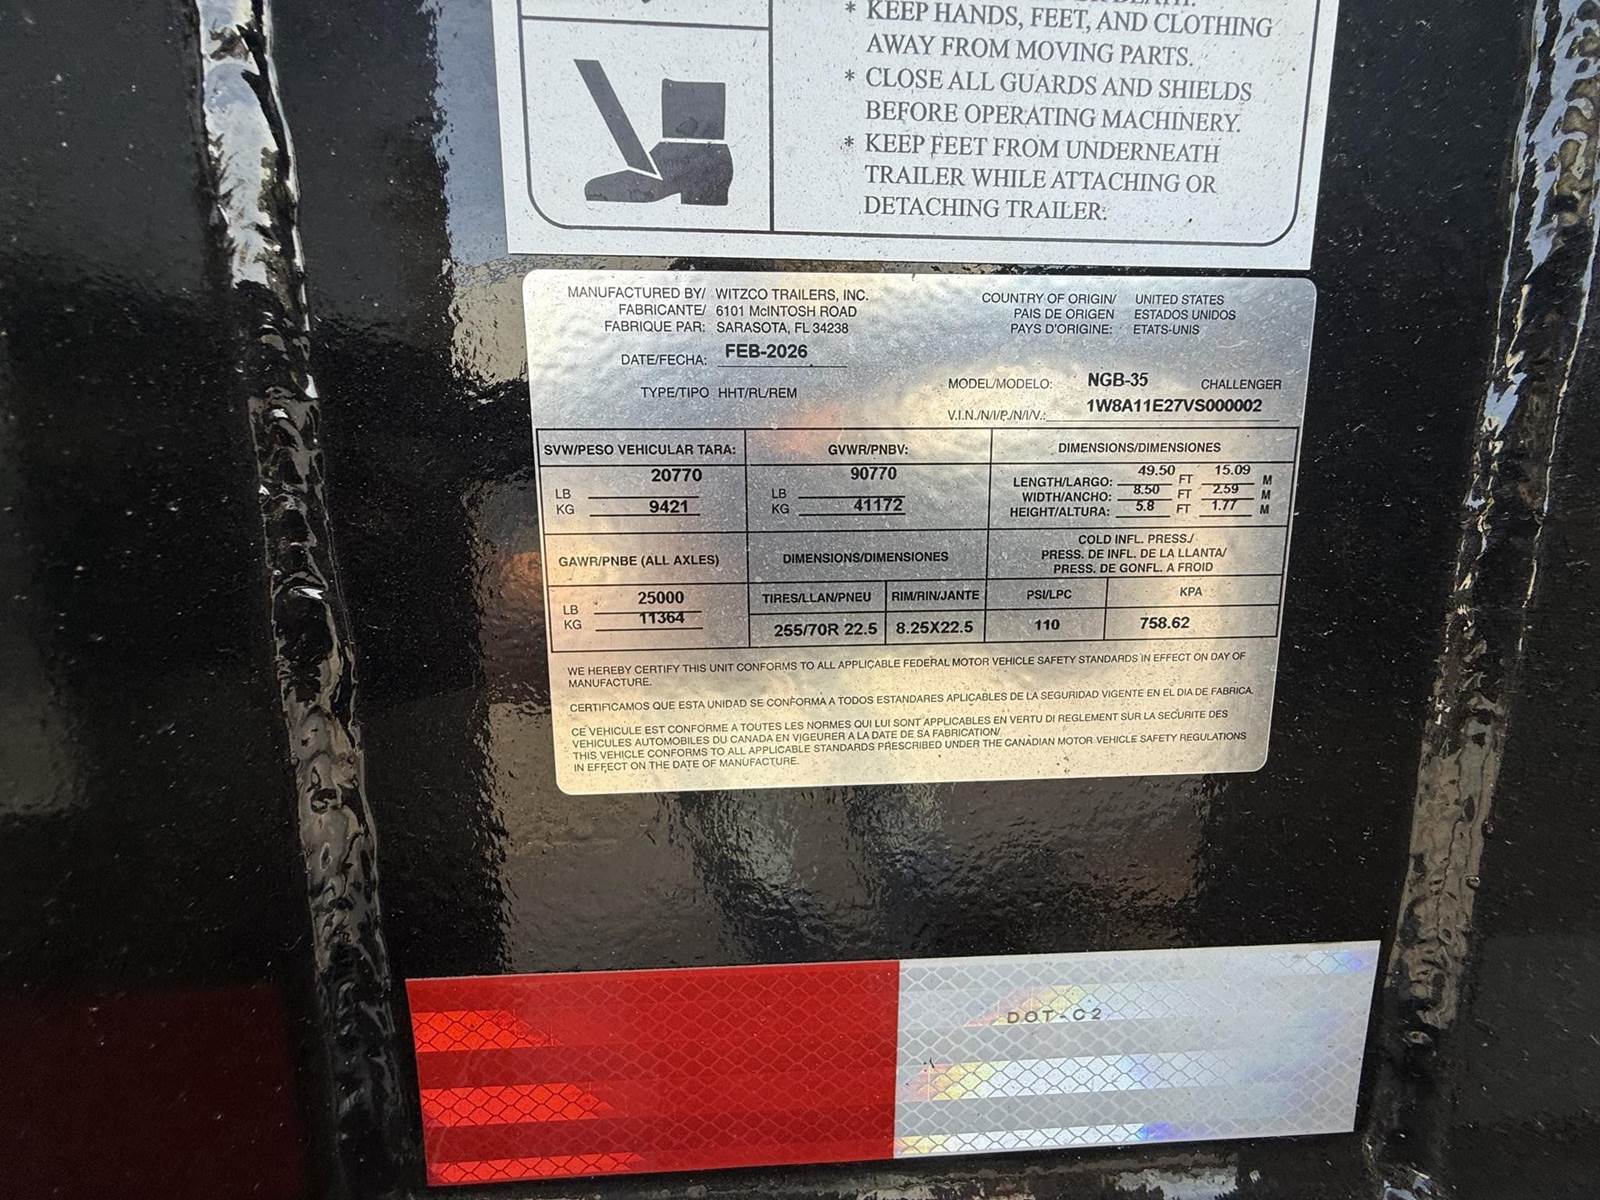 * KEEP HANDS, FEET, AND CLOTHING
AWAY FROM MOVING PARTS.
* CLOSE ALL GUARDS AND SHIELDS
BEFORE OPERATING MACHINERY.
* KEEP FEET FROM UNDERNEATH
TRAILER WHILE ATTACHING OR
DETACHING TRAILER.
MANUFACTURED BY/ WITZCO TRAILERS, INC.
FABRICANTE/ 6101 McINTOSH ROAD
FABRIQUE PAR: SARASOTA, FL 34238
COUNTRY OF ORIGIN/ UNITED STATES
PAIS DE ORIGEN ESTADOS UNIDOS
PAYS D'ORIGINE: ETATS-UNIS
DATE/FECHA: FEB-2026
TYPE/TIPO HHT/RL/REM
MODEL/MODELO: NGB-35 CHALLENGER
V.I.N./N/I/P./N/I/V.: 1W8A11E27VS000002
SVW/PESO VEHICULAR TARA:
LB 20770
KG 9421
GVWR/PNBV:
LB 90770
KG 41172
DIMENSIONS/DIMENSIONES
LENGTH/LARGO: 49.50 FT 15.09 M
WIDTH/ANCHO: 8.50 FT 2.59 M
HEIGHT/ALTURA: 5.8 FT 1.77 M
GAWR/PNBE (ALL AXLES)
LB 25000
KG 11364
DIMENSIONS/DIMENSIONES
TIRES/LLAN/PNEU RIM/RIN/JANTE
255/70R 22.5 8.25X22.5
COLD INFL. PRESS./
PRESS. DE INFL. DE LA LLANTA/
PRESS. DE GONFL. A FROID
PSI/LPC KPA
110 758.62
WE HEREBY CERTIFY THIS UNIT CONFORMS TO ALL APPLICABLE FEDERAL MOTOR VEHICLE SAFETY STANDARDS IN EFFECT ON DAY OF
MANUFACTURE.
CERTIFICAMOS QUE ESTA UNIDAD SE CONFORMA A TODOS ESTANDARES APLICABLES DE LA SEGURIDAD VIGENTE EN EL DIA DE FABRICA.
CE VEHICULE EST CONFORME A TOUTES LES NORMES QUI LUI SONT APPLICABLES EN VERTU DI REGLEMENT SUR LA SECURITE DES
VEHICULES AUTOMOBILES DU CANADA EN VIGEURER A LA DATE DE SA FABRICATION/
THIS VEHICLE CONFORMS TO ALL APPLICABLE STANDARDS PRESCRIBED UNDER THE CANADIAN MOTOR VEHICLE SAFETY REGULATIONS
IN EFFECT ON THE DATE OF MANUFACTURE.
DOT-C2